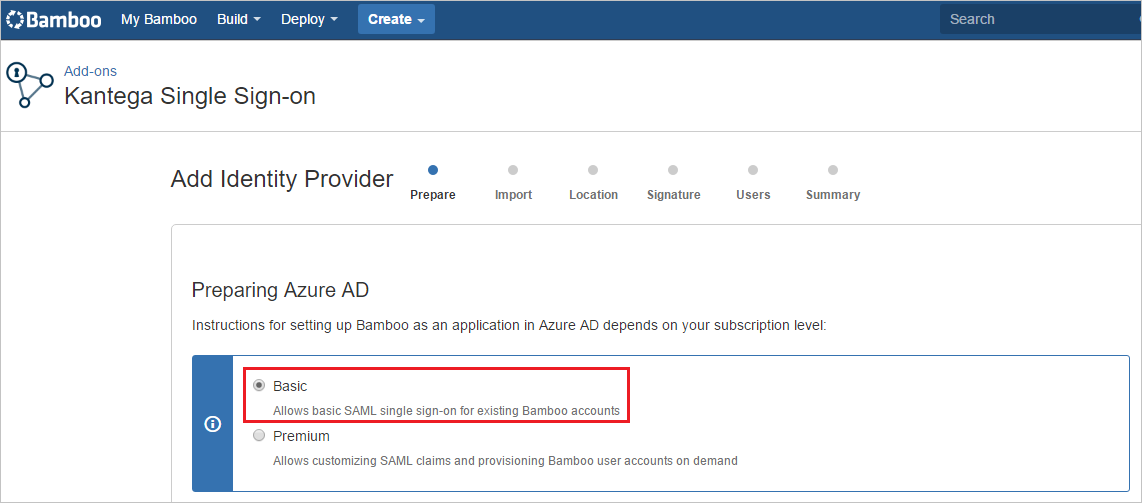 Bamboo My Bamboo Build Deploy Create Search
Add-ons
Kantega Single Sign-on
Add Identity Provider
Prepare Import Location Signature Users Summary
Preparing Azure AD
Instructions for setting up Bamboo as an application in Azure AD depends on your subscription level:
Basic
Allows basic SAML single sign-on for existing Bamboo accounts
Premium
Allows customizing SAML claims and provisioning Bamboo user accounts on demand